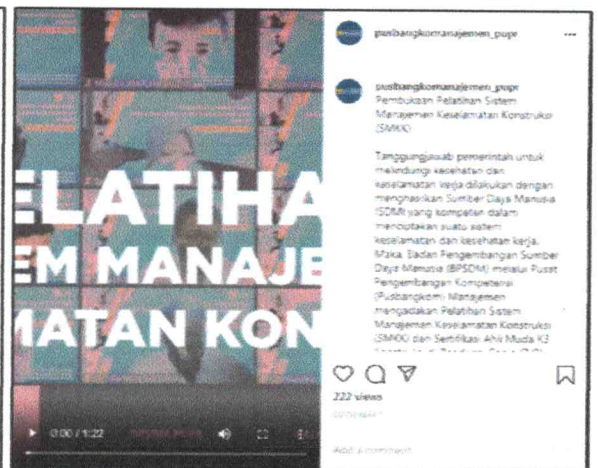 ELATIHA
EM MANAJE
MATAN KON
0:00 / 1:22
pusbangkomanajemen_pupr
pusbangkomanajemen_pupr
Pembukaan Pelatihan Sistem
Manajemen Keselamatan Konstruksi
(SMKK)
Tanggungjawab pemerintah untuk
melindungi kesehatan dan
keselamatan kerja dilakukan dengan
menghasilkan Sumber Daya Manusia
(SDM) yang kompeten dalam
menciptakan suatu sistem
keselamatan dan kesehatan kerja.
Maka, Badan Pengembangan Sumber
Daya Manusia (BPSDM) melalui Pusat
Pengembangan Kompetensi
(Pusbangkom) Manajemen
mengadakan Pelatihan Sistem
Manajemen Keselamatan Konstruksi
(SMKK) dan Sertifikasi Ahli Muda K3
222 views
Add a comment